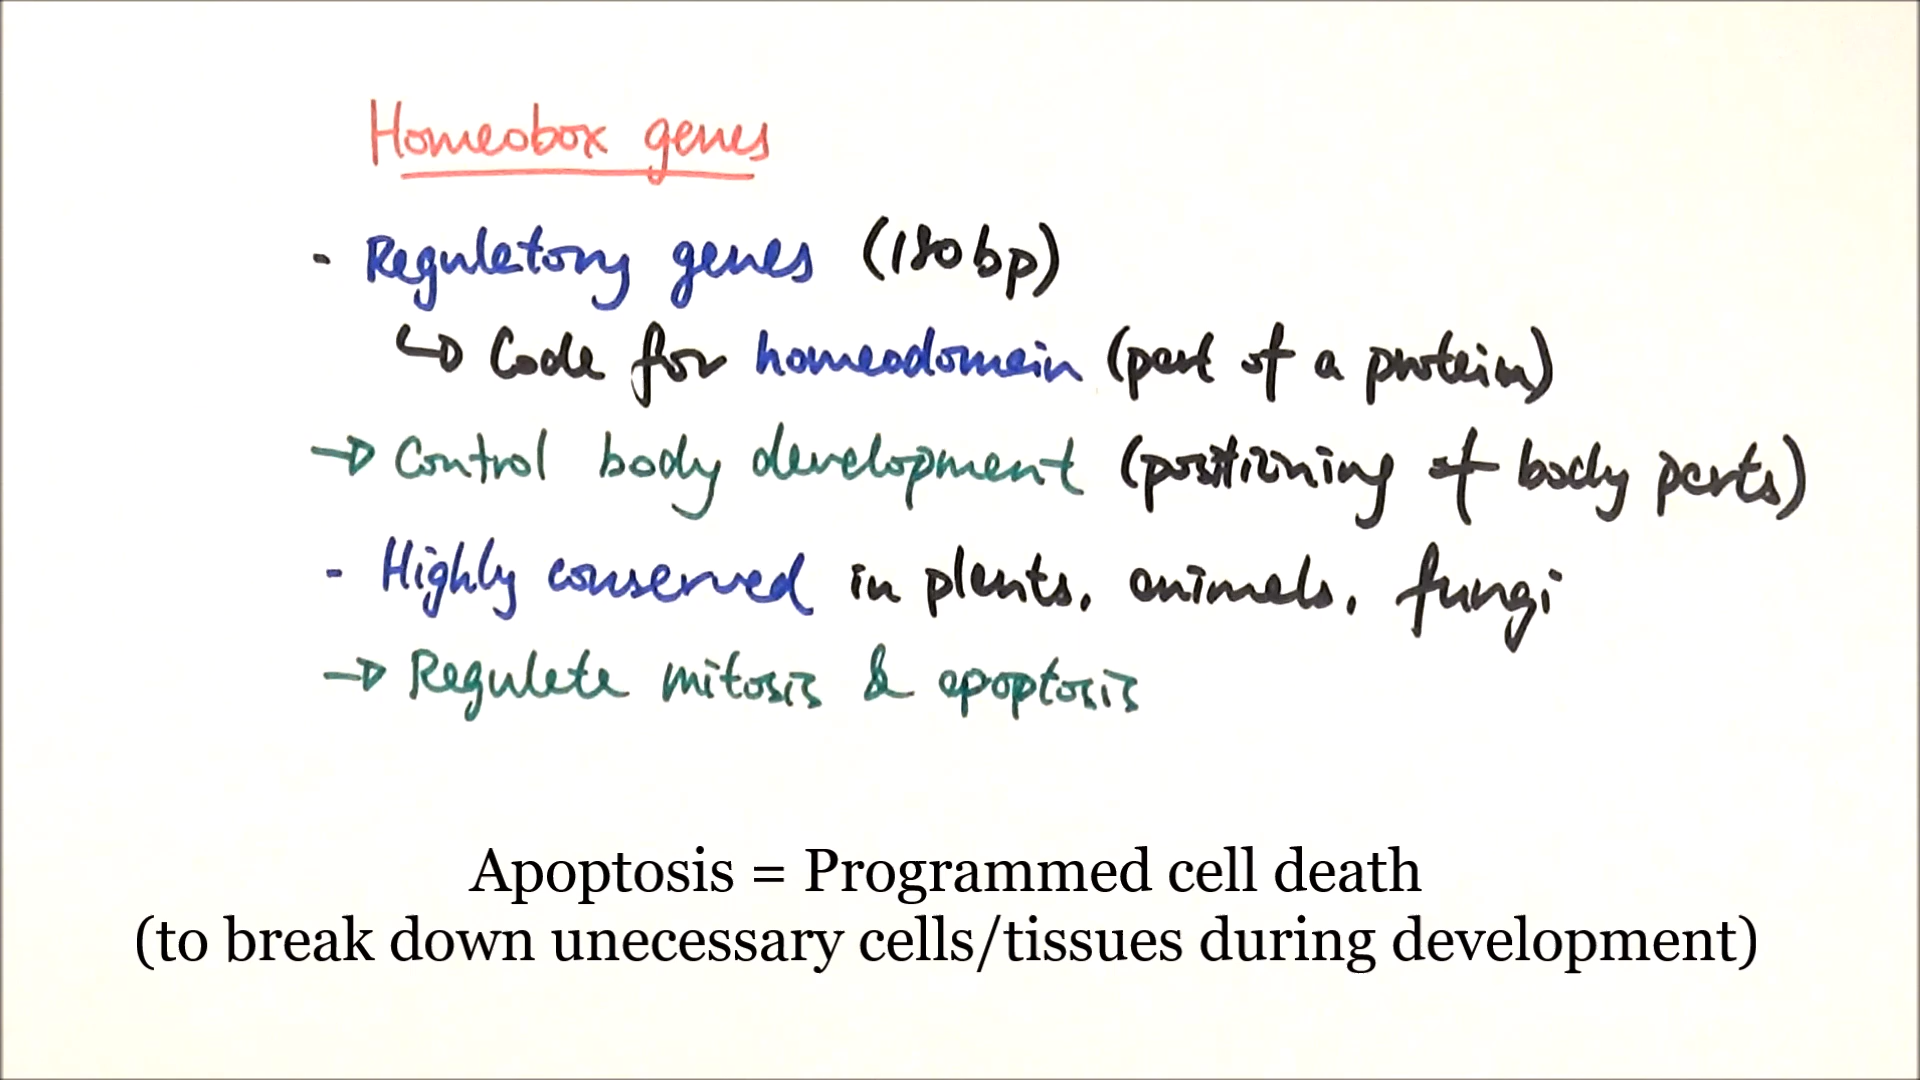 Homeobox genes
- Regulatory genes (180bp)
↳ Code for homeodomain (part of a protein)
→ Control body development (positioning of body parts)
- Highly conserved in plants, animals, fungi
→ Regulate mitosis & apoptosis
Apoptosis = Programmed cell death
(to break down unecessary cells/tissues during development)